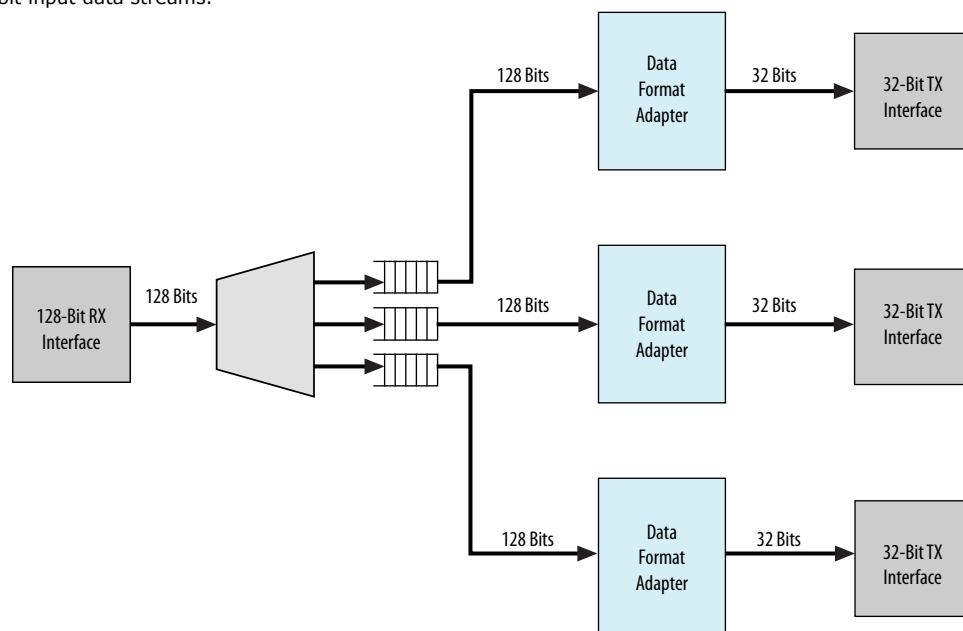 bit input data streams.
Data
Format
Adapter
128 Bits
32 Bits
32-Bit TX
Interface
128-Bit RX
Interface
128 Bits
128 Bits
Data
Format
Adapter
32 Bits
32-Bit TX
Interface
128 Bits
Data
Format
Adapter
32 Bits
32-Bit TX
Interface